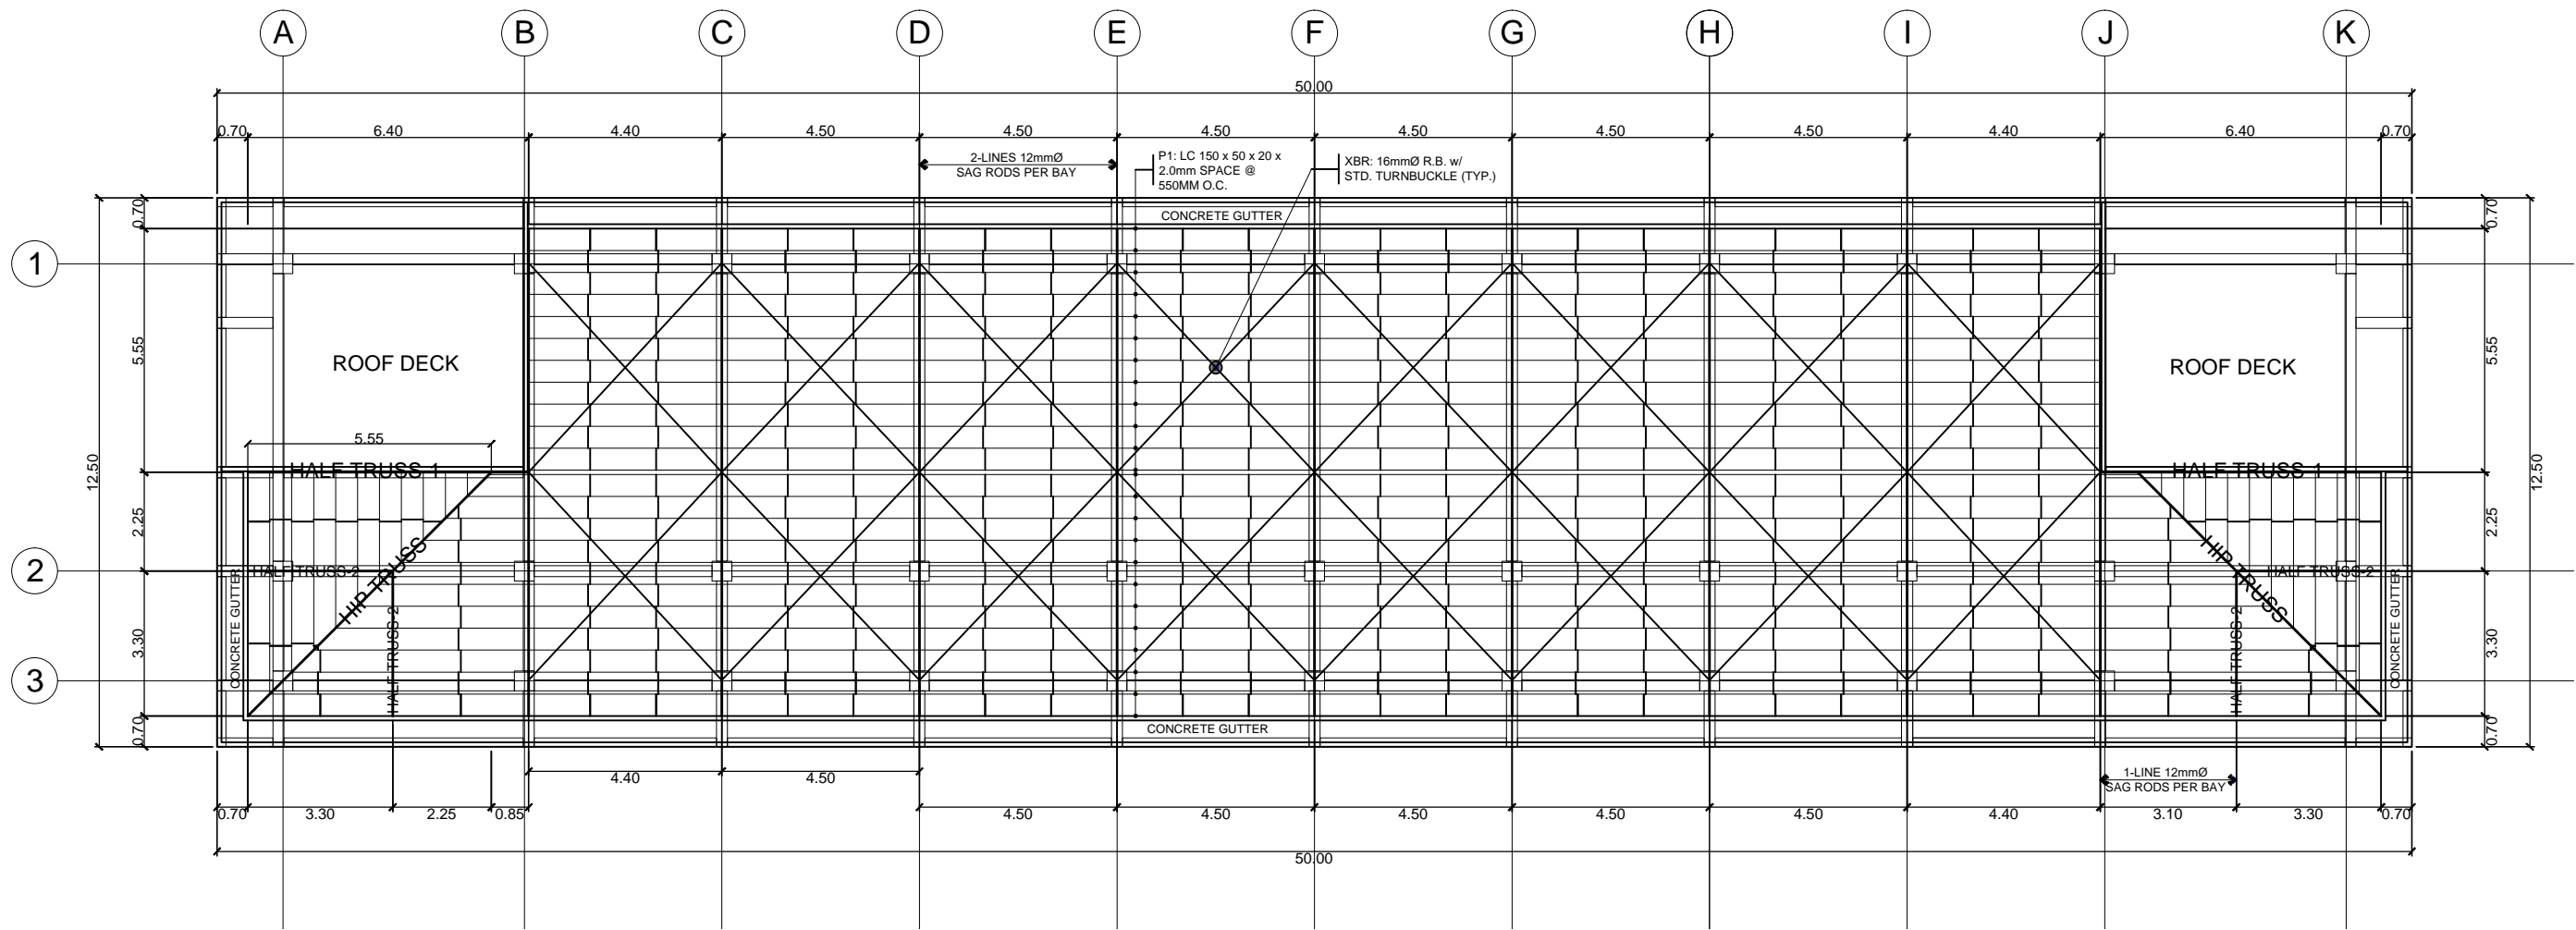 A B C D E F G H I J K
50.00
0.70 6.40 4.40 4.50 4.50 4.50 4.50 4.50 4.50 4.40 6.40 0.70
2-LINES 12mmØ
SAG RODS PER BAY
P1: LC 150 x 50 x 20 x
2.0mm SPACE @
550MM O.C.
XBR: 16mmØ R.B. w/
STD. TURNBUCKLE (TYP.)
0.70
0.70
CONCRETE GUTTER
1
ROOF DECK
ROOF DECK
5.55
5.55
5.55
12.50
12.50
HALF TRUSS-1
HALF TRUSS-1
2.25
2.25
HIP TRUSS
HIP TRUSS
2
HALF TRUSS-2
HALF TRUSS-2
CONCRETE GUTTER
HALF TRUSS-2
HALF TRUSS-2
CONCRETE GUTTER
3.30
3.30
3
0.70
0.70
CONCRETE GUTTER
4.40 4.50
1-LINE 12mmØ
SAG RODS PER BAY
0.70 3.30 2.25 0.85 4.50 4.50 4.50 4.50 4.50 4.40 3.10 3.30 0.70
50.00